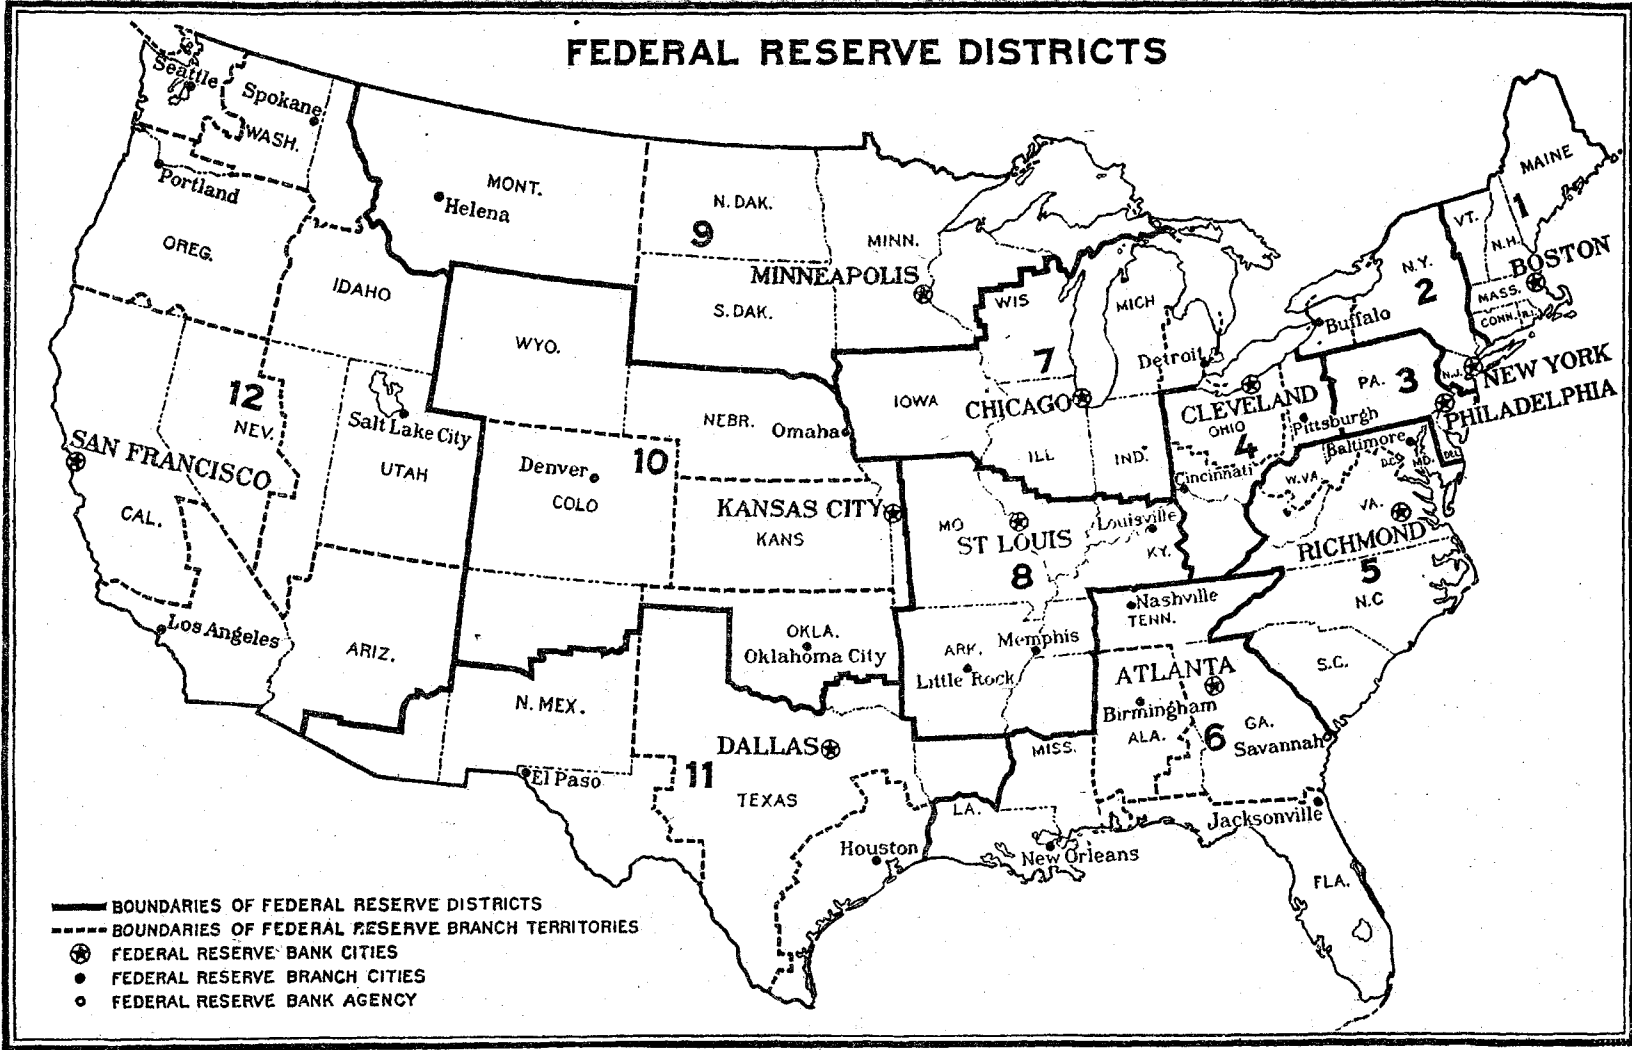 FEDERAL RESERVE DISTRICTS
Seattle
Spokane
WASH.
Portland
OREG.
MONT.
Helena
IDAHO
WYO.
N. DAK.
9
S. DAK.
MINN.
MINNEAPOLIS
WIS
MICH
7
Detroit
MAINE
VT.
N.H.
1
BOSTON
MASS.
CONN.
R.I.
N.Y.
2
Buffalo
NEW YORK
N.J.
PA.
3
PHILADELPHIA
Pittsburgh
CLEVELAND
OHIO
4
Cincinnati
Baltimore
D.C.
MD.
DEL.
W.VA
VA.
RICHMOND
5
N.C
S.C.
12
NEV.
SAN FRANCISCO
CAL.
Los Angeles
Salt Lake City
UTAH
ARIZ.
Denver
COLO
10
NEBR.
Omaha
KANSAS CITY
KANS
IOWA
CHICAGO
ILL
IND.
MO
ST LOUIS
8
Louisville
KY.
Nashville
TENN.
Memphis
ARK.
Little Rock
OKLA.
Oklahoma City
N. MEX.
El Paso
DALLAS
11
TEXAS
Houston
LA.
New Orleans
MISS.
ATLANTA
Birmingham
ALA.
6
GA.
Savannah
Jacksonville
FLA.
BOUNDARIES OF FEDERAL RESERVE DISTRICTS
BOUNDARIES OF FEDERAL RESERVE BRANCH TERRITORIES
FEDERAL RESERVE BANK CITIES
FEDERAL RESERVE BRANCH CITIES
FEDERAL RESERVE BANK AGENCY